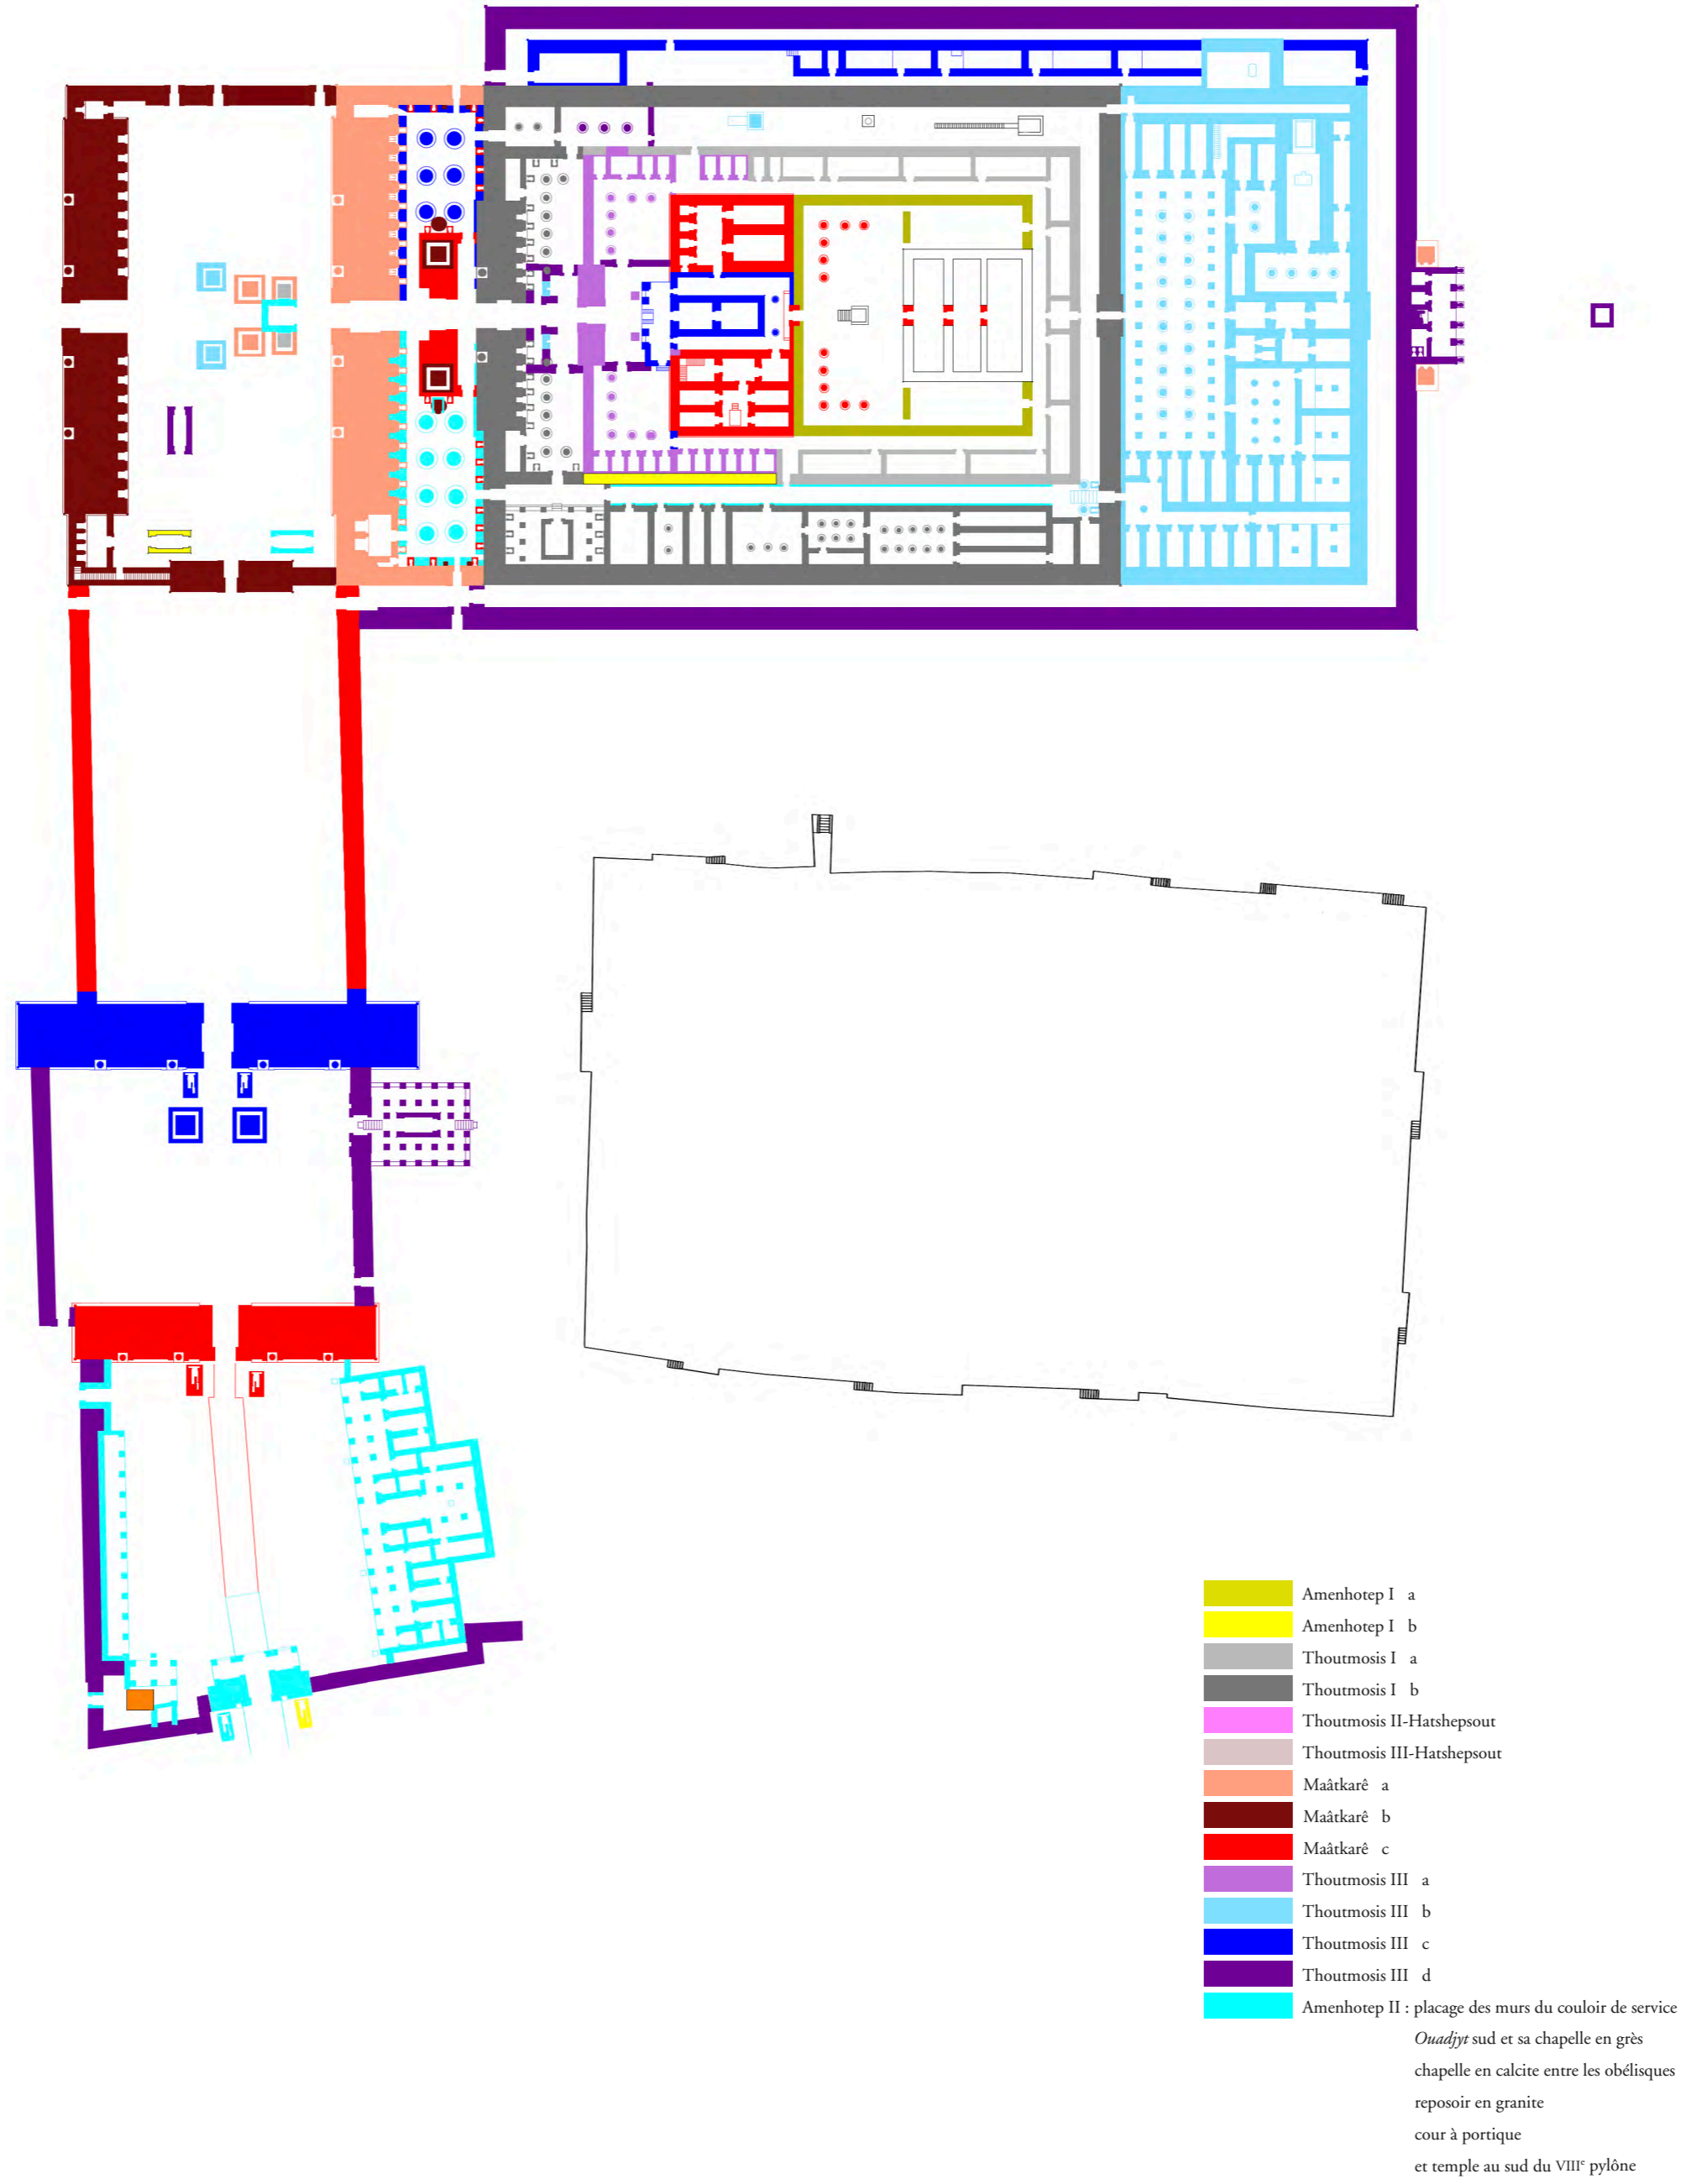 Amenhotep I a
Amenhotep I b
Thoutmosis I a
Thoutmosis I b
Thoutmosis II-Hatshepsout
Thoutmosis III-Hatshepsout
Maâtkarê a
Maâtkarê b
Maâtkarê c
Thoutmosis III a
Thoutmosis III b
Thoutmosis III c
Thoutmosis III d
Amenhotep II : placage des murs du couloir de service
Ouadjyt sud et sa chapelle en grès
chapelle en calcite entre les obélisques
reposoir en granite
cour à portique
et temple au sud du VIIIe pylône